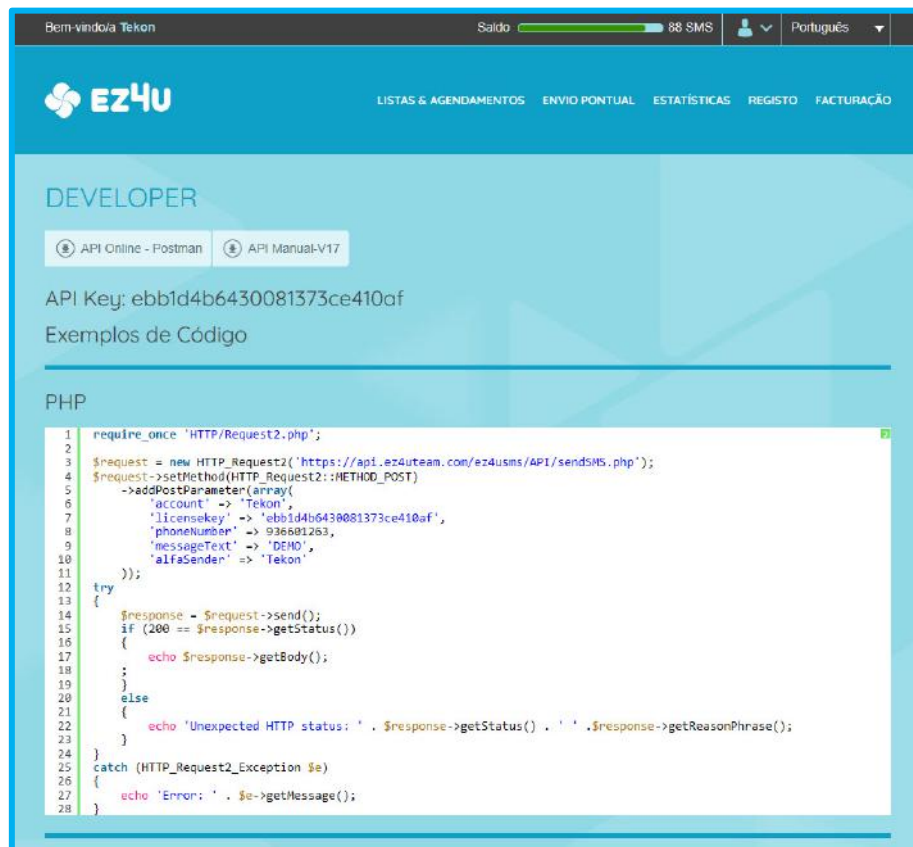 Bem-vindo/a Tekon
Saldo 88 SMS Português
EZ4U
LISTAS & AGENDAMENTOS ENVIO PONTUAL ESTATÍSTICAS REGISTO FACTURAÇÃO
DEVELOPER
API Online - Postman API Manual-V17
API Key: ebb1d4b6430081373ce410af
Exemplos de Código
PHP
1 require_once 'HTTP/Request2.php';
2
3 $request = new HTTP_Request2('https://api.ez4uteam.com/ez4usms/API/sendSMS.php');
4 $request->setMethod(HTTP_Request2::METHOD_POST)
5 ->addPostParameter(array(
6 'account' => 'Tekon',
7 'licensekey' => 'ebb1d4b6430081373ce410af',
8 'phoneNumber' => 936601263,
9 'messageText' => 'DEMO',
10 'alfaSender' => 'Tekon'
11 ));
12 try
13 {
14 $response = $request->send();
15 if (200 == $response->getStatus())
16 {
17 echo $response->getBody();
18 ;
19 }
20 else
21 {
22 echo 'Unexpected HTTP status: ' . $response->getStatus() . ' ' .$response->getReasonPhrase();
23 }
24 }
25 catch (HTTP_Request2_Exception $e)
26 {
27 echo 'Error: ' . $e->getMessage();
28 }